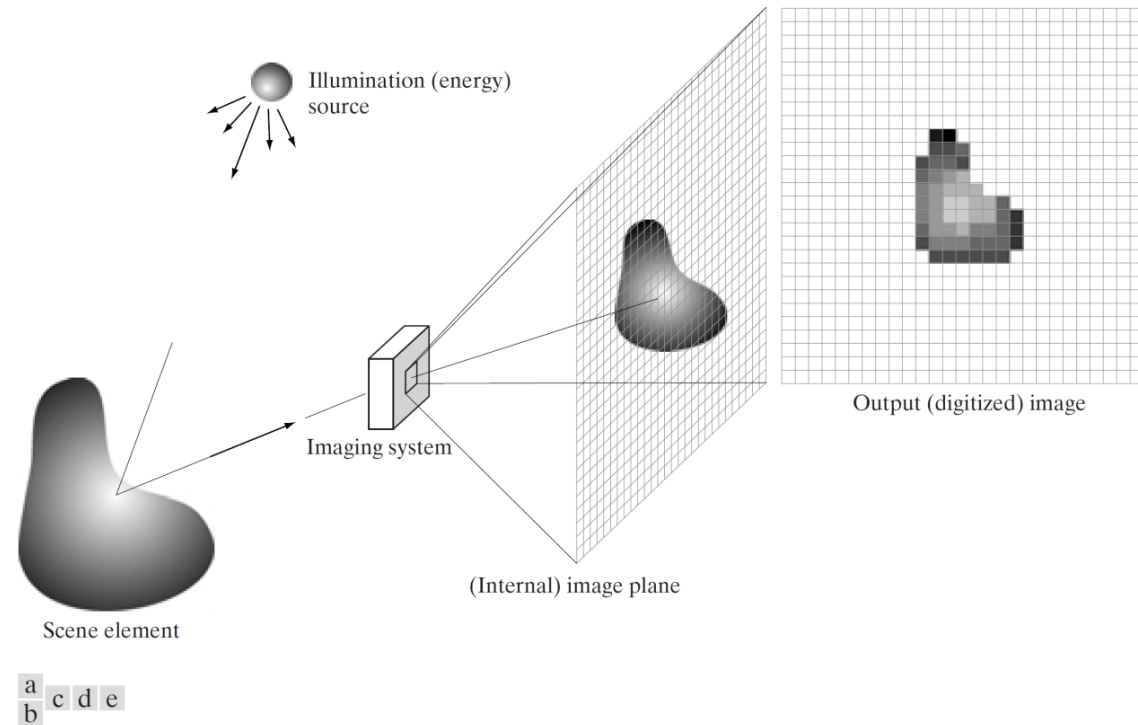 Illumination (energy)
source
Output (digitized) image
Imaging system
(Internal) image plane
Scene element
a
b
c d e